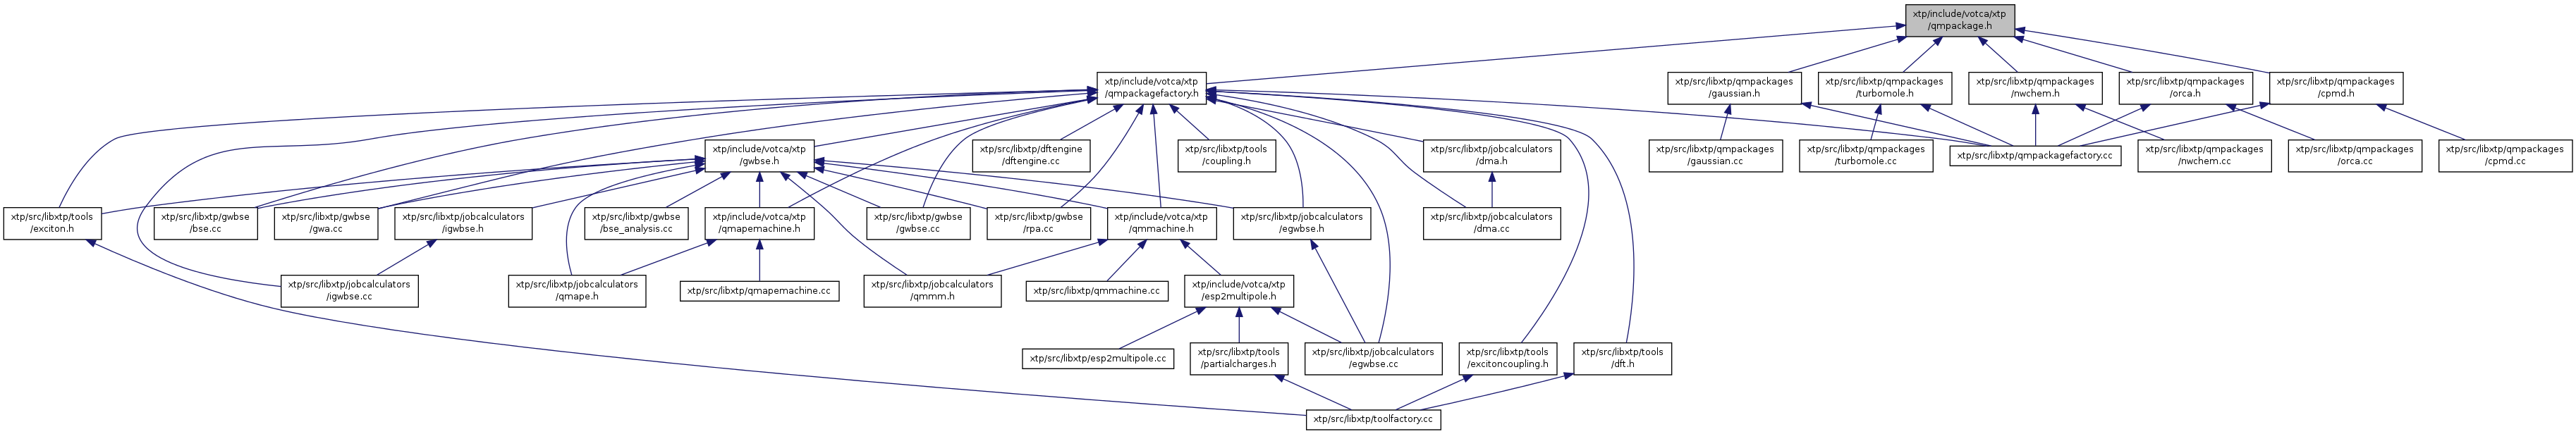 xtp/include/votca/xtp
/qmpackage.h
xtp/include/votca/xtp
/qmpackagefactory.h
xtp/src/libxtp/qmpackages
/gaussian.h
xtp/src/libxtp/qmpackages
/turbomole.h
xtp/src/libxtp/qmpackages
/nwchem.h
xtp/src/libxtp/qmpackages
/orca.h
xtp/src/libxtp/qmpackages
/cpmd.h
xtp/include/votca/xtp
/gwbse.h
xtp/src/libxtp/dftengine
/dftengine.cc
xtp/src/libxtp/tools
/coupling.h
xtp/src/libxtp/jobcalculators
/dma.h
xtp/src/libxtp/qmpackages
/gaussian.cc
xtp/src/libxtp/qmpackages
/turbomole.cc
xtp/src/libxtp/qmpackagefactory.cc
xtp/src/libxtp/qmpackages
/nwchem.cc
xtp/src/libxtp/qmpackages
/orca.cc
xtp/src/libxtp/qmpackages
/cpmd.cc
xtp/src/libxtp/tools
/exciton.h
xtp/src/libxtp/gwbse
/bse.cc
xtp/src/libxtp/gwbse
/gwa.cc
xtp/src/libxtp/jobcalculators
/igwbse.h
xtp/src/libxtp/gwbse
/bse_analysis.cc
xtp/include/votca/xtp
/qmapemachine.h
xtp/src/libxtp/gwbse
/gwbse.cc
xtp/src/libxtp/gwbse
/rpa.cc
xtp/include/votca/xtp
/qmmachine.h
xtp/src/libxtp/jobcalculators
/egwbse.h
xtp/src/libxtp/jobcalculators
/dma.cc
xtp/src/libxtp/jobcalculators
/igwbse.cc
xtp/src/libxtp/jobcalculators
/qmape.h
xtp/src/libxtp/qmapemachine.cc
xtp/src/libxtp/jobcalculators
/qmmm.h
xtp/src/libxtp/qmmachine.cc
xtp/include/votca/xtp
/esp2multipole.h
xtp/src/libxtp/esp2multipole.cc
xtp/src/libxtp/tools
/partialcharges.h
xtp/src/libxtp/jobcalculators
/egwbse.cc
xtp/src/libxtp/tools
/excitoncoupling.h
xtp/src/libxtp/tools
/dft.h
xtp/src/libxtp/toolfactory.cc